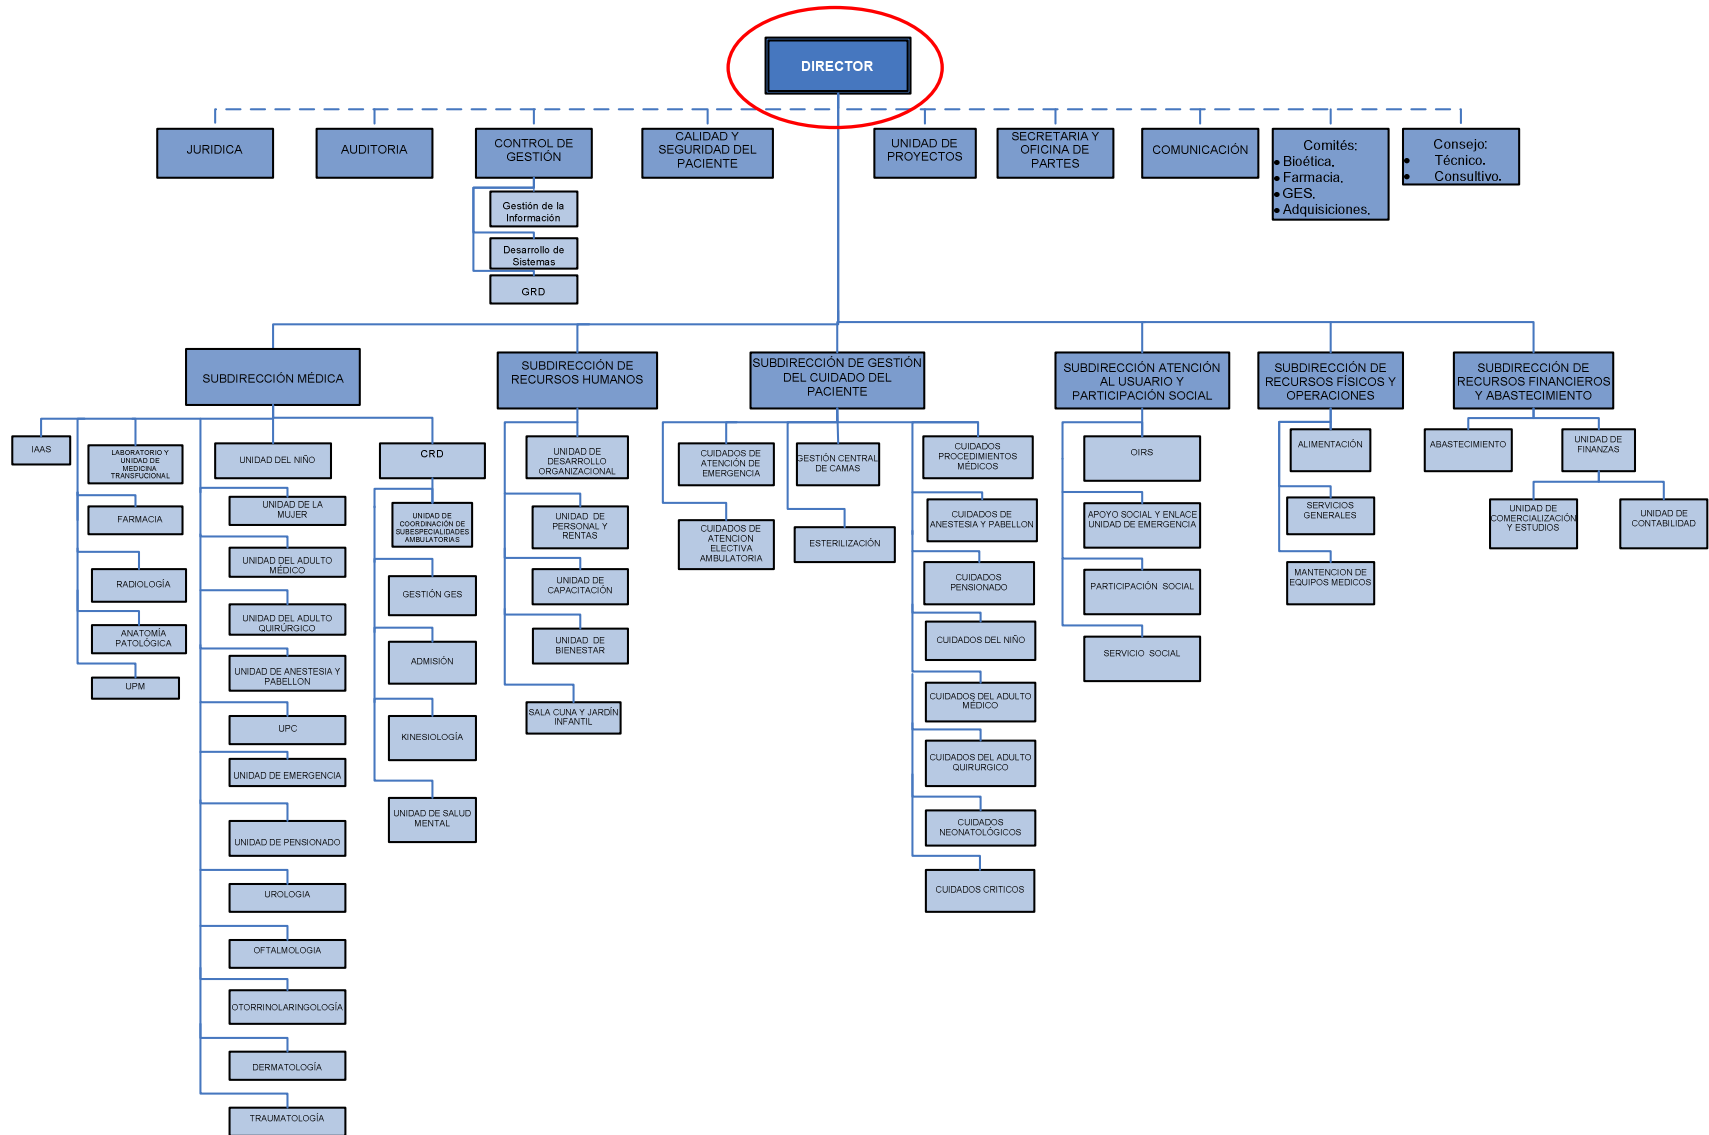 DIRECTOR
JURIDICA
AUDITORIA
CONTROL DE
GESTIÓN
CALIDAD Y
SEGURIDAD DEL
PACIENTE
UNIDAD DE
PROYECTOS
SECRETARIA Y
OFICINA DE
PARTES
COMUNICACIÓN
Comités:
• Bioética.
• Farmacia.
• GES.
• Adquisiciones.
Consejo:
• Técnico.
• Consultivo.
Gestión de la
Información
Desarrollo de
Sistemas
GRD
SUBDIRECCIÓN MÉDICA
SUBDIRECCIÓN DE
RECURSOS HUMANOS
SUBDIRECCIÓN DE GESTIÓN
DEL CUIDADO DEL
PACIENTE
SUBDIRECCIÓN ATENCIÓN
AL USUARIO Y
PARTICIPACIÓN SOCIAL
SUBDIRECCIÓN DE
RECURSOS FÍSICOS Y
OPERACIONES
SUBDIRECCIÓN DE
RECURSOS FINANCIEROS
Y ABASTECIMIENTO
IAAS
LABORATORIO Y
UNIDAD DE
MEDICINA
TRANSFUCIONAL
FARMACIA
RADIOLOGÍA
ANATOMÍA
PATOLÓGICA
UPM
UNIDAD DEL NIÑO
UNIDAD DE LA
MUJER
UNIDAD DEL ADULTO
MÉDICO
UNIDAD DEL ADULTO
QUIRÚRGICO
UNIDAD DE ANESTESIA Y
PABELLON
UPC
UNIDAD DE EMERGENCIA
UNIDAD DE PENSIONADO
UROLOGIA
OFTALMOLOGIA
OTORRINOLARINGOLOGÍA
DERMATOLOGÍA
TRAUMATOLOGÍA
CRD
UNIDAD DE
COORDINACIÓN DE
SUBESPECIALIDADES
AMBULATORIAS
GESTIÓN GES
ADMISIÓN
KINESIOLOGÍA
UNIDAD DE SALUD
MENTAL
UNIDAD DE
DESARROLLO
ORGANIZACIONAL
UNIDAD DE
PERSONAL Y
RENTAS
UNIDAD DE
CAPACITACIÓN
UNIDAD DE
BIENESTAR
SALA CUNA Y JARDÍN
INFANTIL
CUIDADOS DE
ATENCIÓN DE
EMERGENCIA
CUIDADOS DE
ATENCION
ELECTIVA
AMBULATORIA
GESTIÓN CENTRAL
DE CAMAS
ESTERILIZACIÓN
CUIDADOS
PROCEDIMIENTOS
MÉDICOS
CUIDADOS DE
ANESTESIA Y PABELLON
CUIDADOS
PENSIONADO
CUIDADOS DEL NIÑO
CUIDADOS DEL ADULTO
MÉDICO
CUIDADOS DEL ADULTO
QUIRURGICO
CUIDADOS
NEONATOLÓGICOS
CUIDADOS CRITICOS
OIRS
APOYO SOCIAL Y ENLACE
UNIDAD DE EMERGENCIA
PARTICIPACIÓN SOCIAL
SERVICIO SOCIAL
ALIMENTACIÓN
SERVICIOS
GENERALES
MANTENCION DE
EQUIPOS MEDICOS
ABASTECIMIENTO
UNIDAD DE
FINANZAS
UNIDAD DE
COMERCIALIZACIÓN
Y ESTUDIOS
UNIDAD DE
CONTABILIDAD